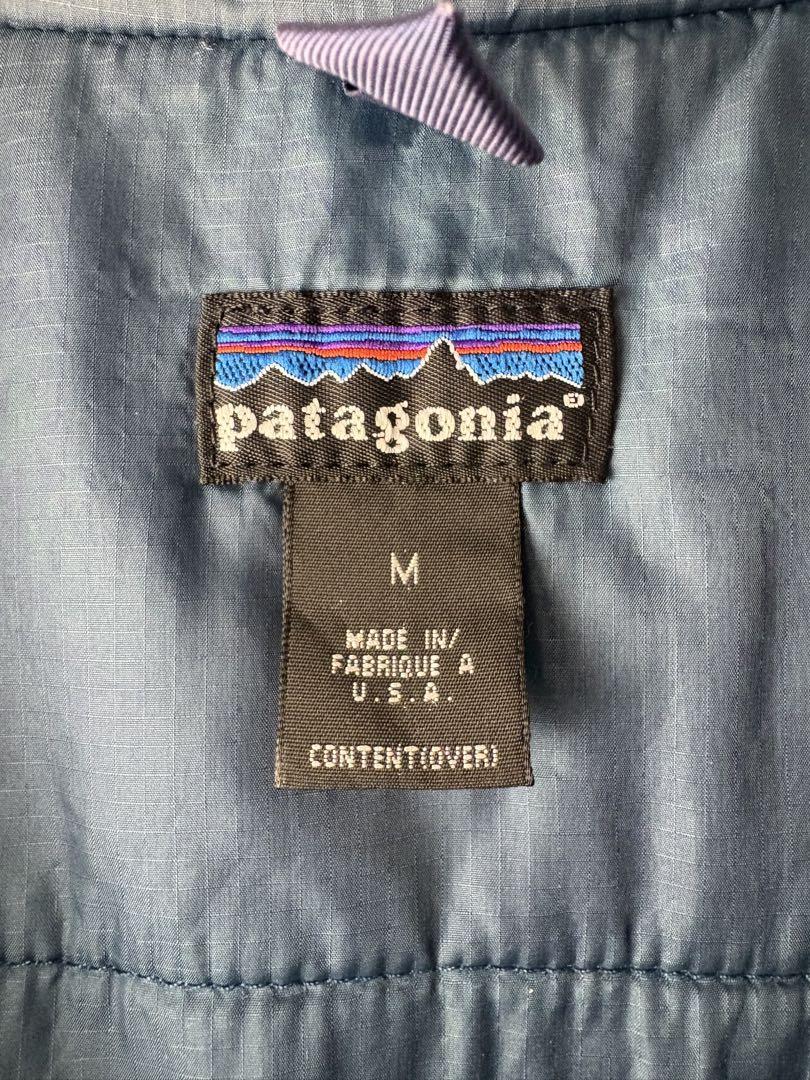 patagonia®
M
MADE IN/
FABRIQUE A
U.S.A.
CONTENT(OVER)